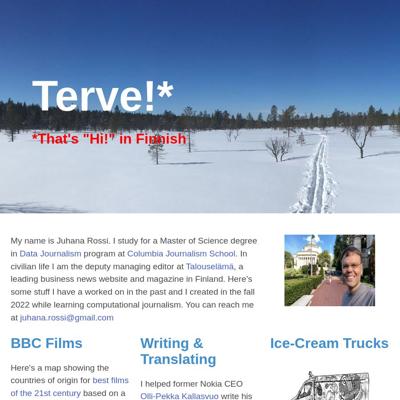 Terve!*
*That's "Hi!" in Finnish
My name is Juhana Rossi. I study for a Master of Science degree
in Data Journalism program at Columbia Journalism School. In
civilian life I am the deputy managing editor at Talouselämä, a
leading business news website and magazine in Finland. Here's
some stuff I have a worked on in the past and I created in the fall
2022 while learning computational journalism. You can reach me
at juhana.rossi@gmail.com
BBC Films
Here's a map showing the
countries of origin for best films
of the 21st century based on a
Writing &
Translating
I helped former Nokia CEO
Olli-Pekka Kallasvuo write his
Ice-Cream Trucks